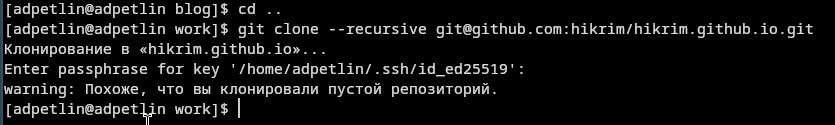 [adpetlin@adpetlin blog]$ cd ..
[adpetlin@adpetlin work]$ git clone --recursive git@github.com:hikrim/hikrim.github.io.git
Клонирование в «hikrim.github.io»...
Enter passphrase for key '/home/adpetlin/.ssh/id_ed25519':
warning: Похоже, что вы клонировали пустой репозиторий.
[adpetlin@adpetlin work]$